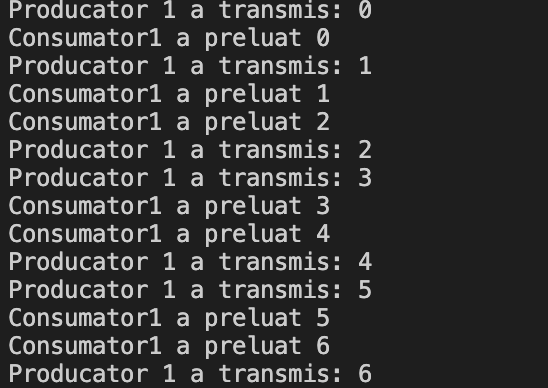 Producator 1 a transmis: 0
Consumator1 a preluat 0
Producator 1 a transmis: 1
Consumator1 a preluat 1
Consumator1 a preluat 2
Producator 1 a transmis: 2
Producator 1 a transmis: 3
Consumator1 a preluat 3
Consumator1 a preluat 4
Producator 1 a transmis: 4
Producator 1 a transmis: 5
Consumator1 a preluat 5
Consumator1 a preluat 6
Producator 1 a transmis: 6